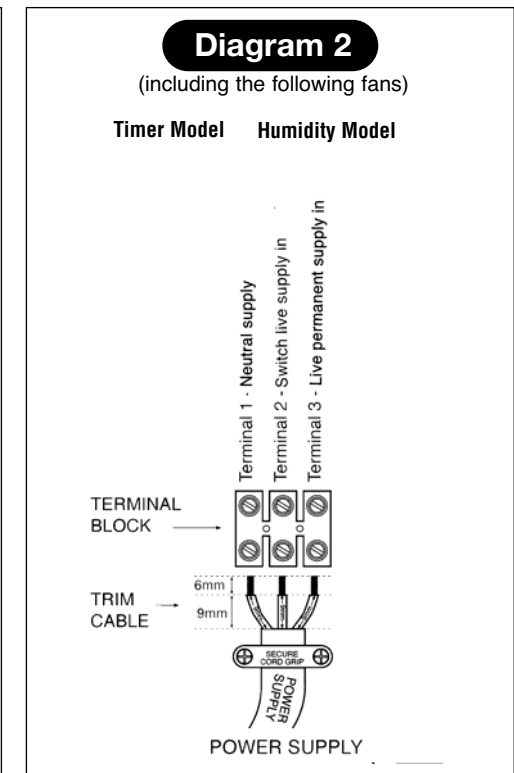 Diagram 2
(including the following fans)
Timer Model Humidity Model
Terminal 1 - Neutral supply
Terminal 2 - Switch live supply in
Terminal 3 - Live permanent supply in
TERMINAL
BLOCK
6mm
TRIM
CABLE
9mm
SECURE
CORD GRIP
POWER
SUPPLY
POWER SUPPLY